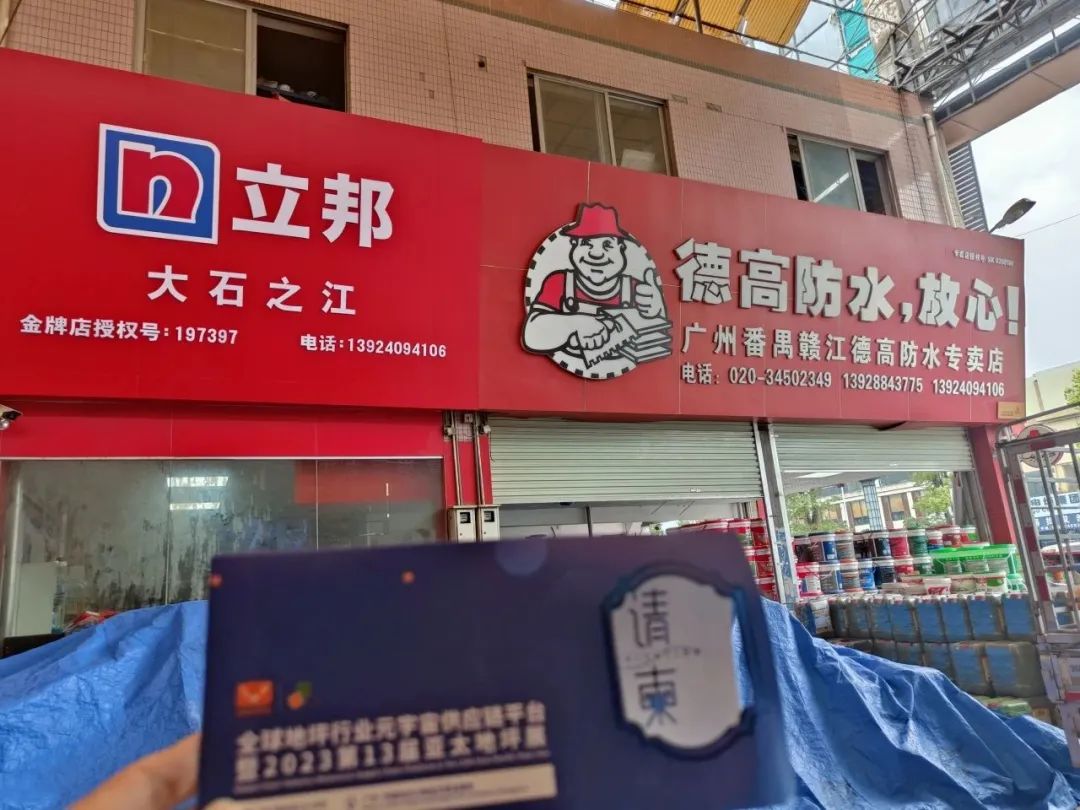 立邦
大石之江
金牌店授权号:197397
电话:13924094106
德高防水,放心!
广州番禺赣江德高防水专卖店
电话: 020-34502349 13928843775 13924094106
请柬
全球地坪行业元宇宙供应链平台
暨2023第13届亚太地坪展